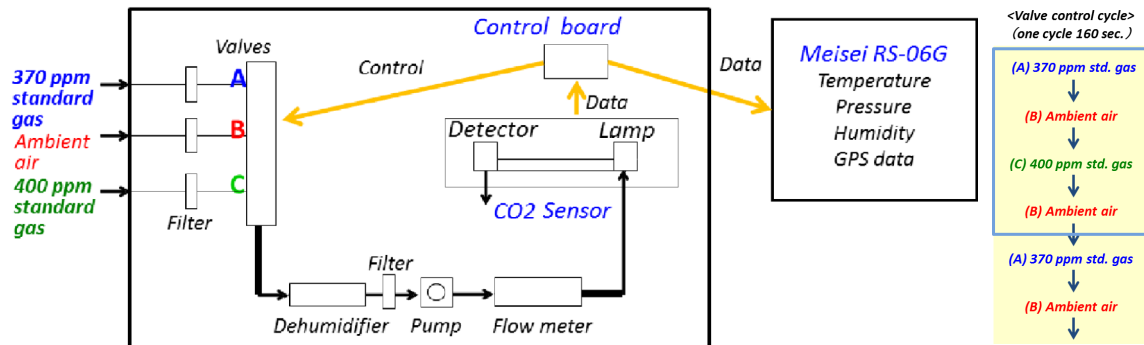 370 ppm
standard
gas
Ambient
air
400 ppm
standard
gas
Valves
A
B
C
Filter
Control board
Control
Data
Data
Detector
Lamp
CO2 Sensor
Filter
Dehumidifier
Pump
Flow meter
Meisei RS-06G
Temperature
Pressure
Humidity
GPS data
<Valve control cycle>
(one cycle 160 sec.)
(A) 370 ppm std. gas
(B) Ambient air
(C) 400 ppm std. gas
(B) Ambient air
(A) 370 ppm std. gas
(B) Ambient air